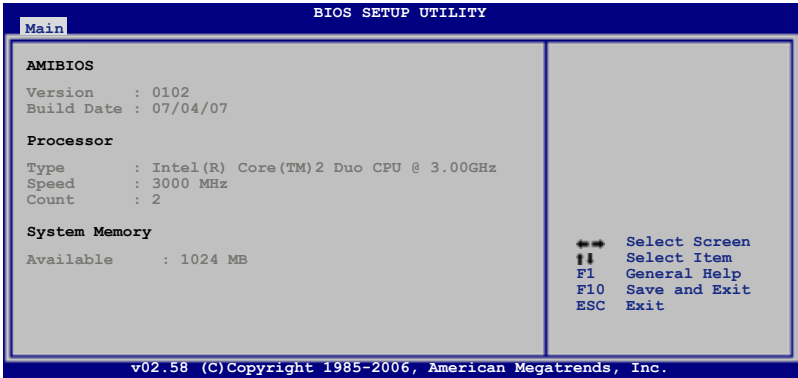 BIOS SETUP UTILITY
Main
AMIBIOS
Version : 0102
Build Date : 07/04/07
Processor
Type : Intel(R) Core(TM)2 Duo CPU @ 3.00GHz
Speed : 3000 MHz
Count : 2
System Memory
Available : 1024 MB
←→ Select Screen
↑↓ Select Item
F1 General Help
F10 Save and Exit
ESC Exit
v02.58 (C)Copyright 1985-2006, American Megatrends, Inc.